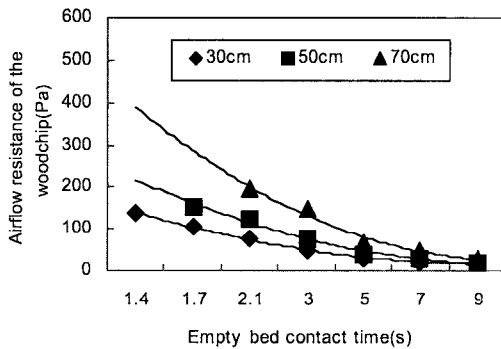 600
500
400
300
200
100
0
Airflow resistance of the
woodchip(Pa)
30cm 50cm 70cm
1.4 1.7 2.1 3 5 7 9
Empty bed contact time(s)